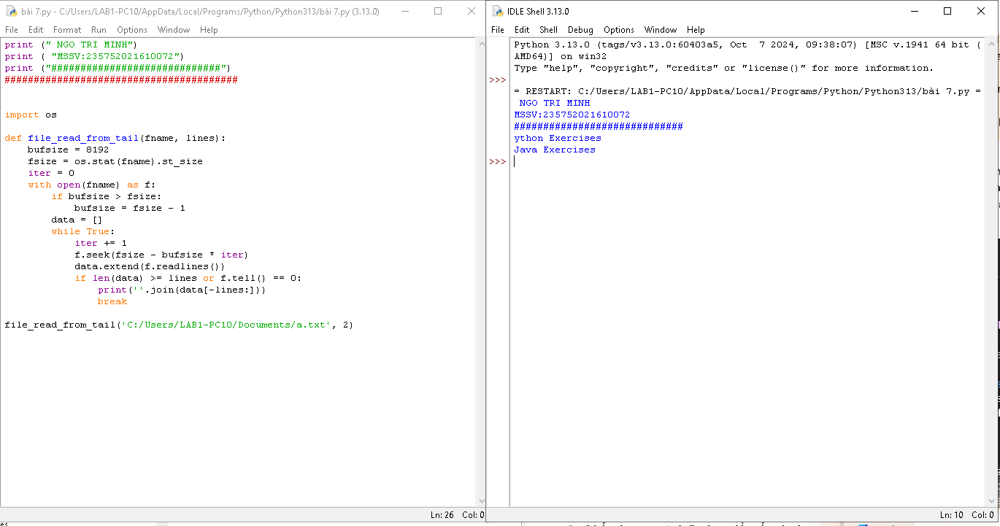 bài 7.py - C:/Users/LAB1-PC10/AppData/Local/Programs/Python/Python313/bài 7.py (3.13.0)
File Edit Format Run Options Window Help
print (" NGO TRI MINH")
print ( "MSSV:235752021610072")
print ("#############################")
########################################
import os
def file_read_from_tail(fname, lines):
    bufsize = 8192
    fsize = os.stat(fname).st_size
    iter = 0
    with open(fname) as f:
        if bufsize > fsize:
            bufsize = fsize - 1
        data = []
        while True:
            iter += 1
            f.seek(fsize - bufsize * iter)
            data.extend(f.readlines())
            if len(data) >= lines or f.tell() == 0:
                print(''.join(data[-lines:]))
                break
file_read_from_tail('C:/Users/LAB1-PC10/Documents/a.txt', 2)
Ln: 26 Col: 0
IDLE Shell 3.13.0
File Edit Shell Debug Options Window Help
Python 3.13.0 (tags/v3.13.0:60403a5, Oct  7 2024, 09:38:07) [MSC v.1941 64 bit (
AMD64)] on win32
Type "help", "copyright", "credits" or "license()" for more information.
>>>
= RESTART: C:/Users/LAB1-PC10/AppData/Local/Programs/Python/Python313/bài 7.py =
 NGO TRI MINH
MSSV:235752021610072
#############################
ython Exercises
Java Exercises
>>>
Ln: 10 Col: 0